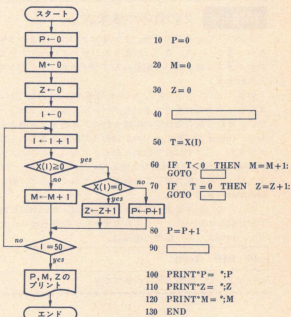 スタート
P←0
M←0
Z←0
I←0
I←I+1
X(I)≧0
yes
no
X(I)=0
no
yes
M←M+1
Z←Z+1
P←P+1
no
I=50
yes
P, M, Zの
プリント
エンド
10 P=0
20 M=0
30 Z=0
40
50 T=X(I)
60 IF T<0 THEN M=M+1:
GOTO
70 IF T=0 THEN Z=Z+1:
GOTO
80 P=P+1
90
100 PRINT"P= ";P
110 PRINT"Z= ";Z
120 PRINT"M= ";M
130 END